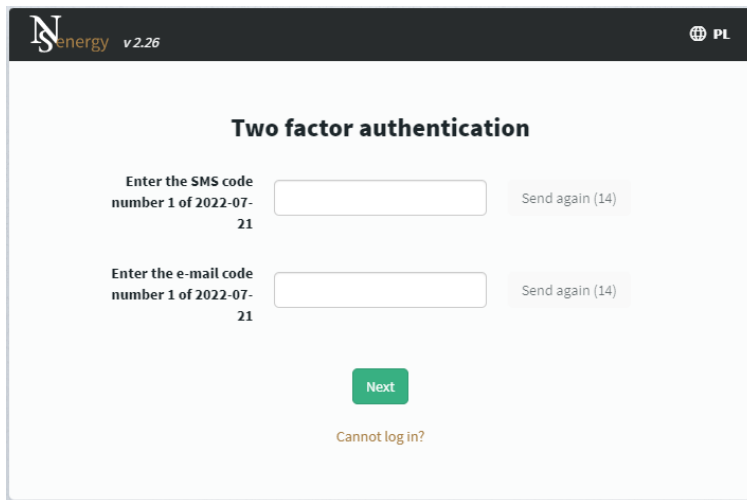 NSenergy v 2.26
PL
Two factor authentication
Enter the SMS code
number 1 of 2022-07-
21
Send again (14)
Enter the e-mail code
number 1 of 2022-07-
21
Send again (14)
Next
Cannot log in?